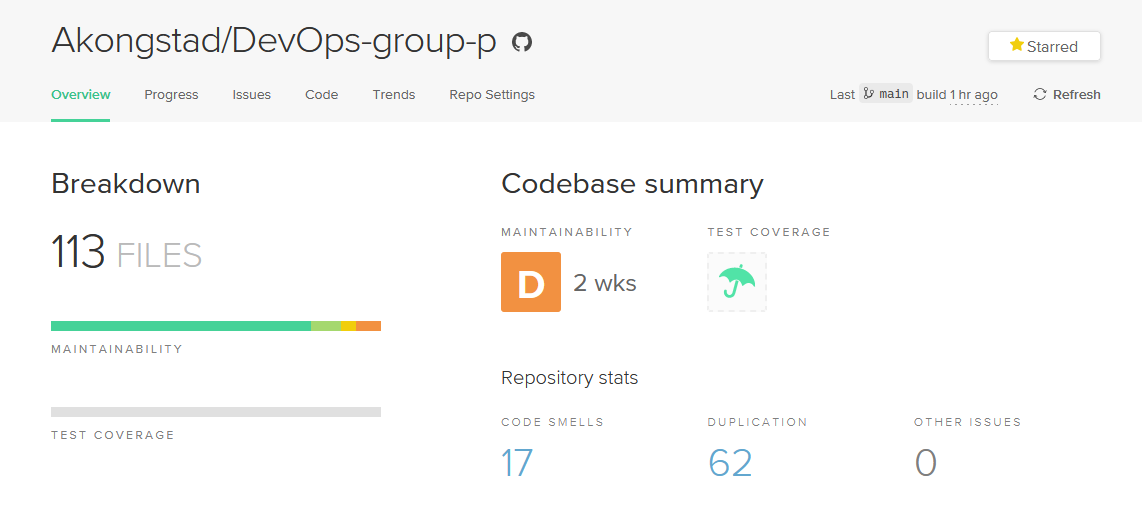 Akongstad/DevOps-group-p
Starred
Overview Progress Issues Code Trends Repo Settings Last main build 1 hr ago Refresh
Breakdown
113 FILES
MAINTAINABILITY
TEST COVERAGE
Codebase summary
MAINTAINABILITY TEST COVERAGE
D 2 wks
Repository stats
CODE SMELLS DUPLICATION OTHER ISSUES
17 62 0